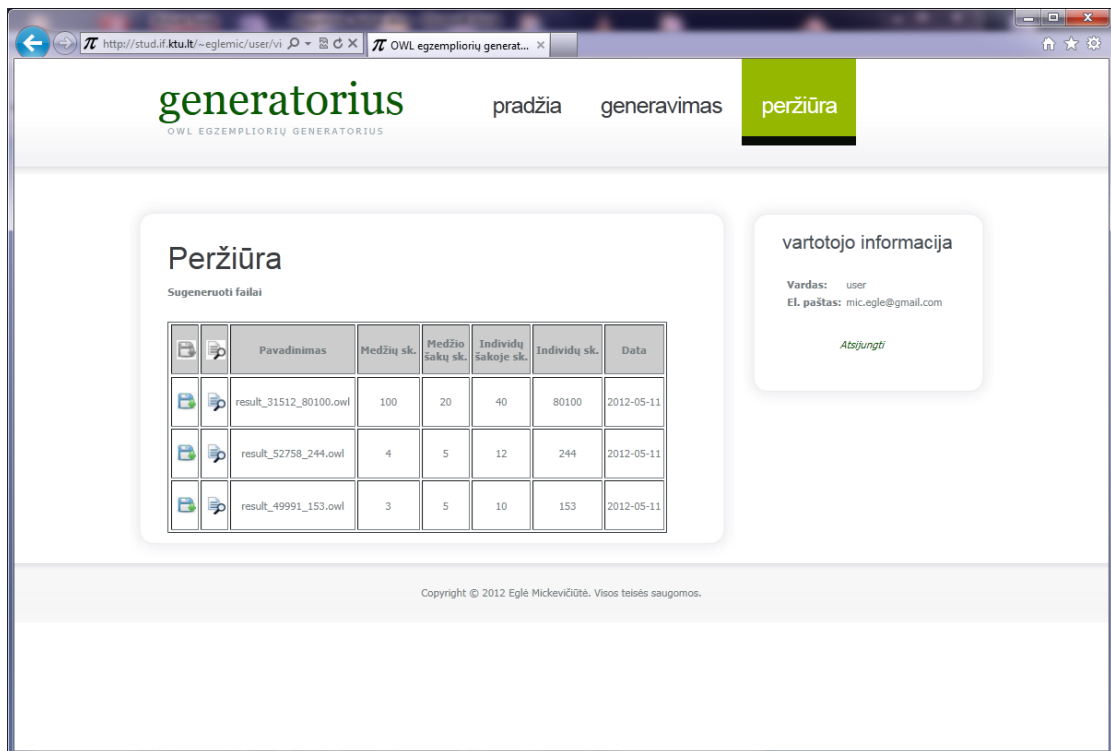 http://stud.if.ktu.lt/~eglemic/user/vi
OWL egzempliorių generat...
generatorius
OWL EGZEMPLIORIŲ GENERATORIUS
pradžia generavimas peržiūra
Peržiūra
Sugeneruoti failai
Pavadinimas Medžių sk. Medžio šakų sk. Individų šakoje sk. Individų sk. Data
result_31512_80100.owl 100 20 40 80100 2012-05-11
result_52758_244.owl 4 5 12 244 2012-05-11
result_49991_153.owl 3 5 10 153 2012-05-11
vartotojo informacija
Vardas: user
El. paštas: mic.egle@gmail.com
Atsijungti
Copyright © 2012 Eglė Mickevičiūtė. Visos teisės saugomos.